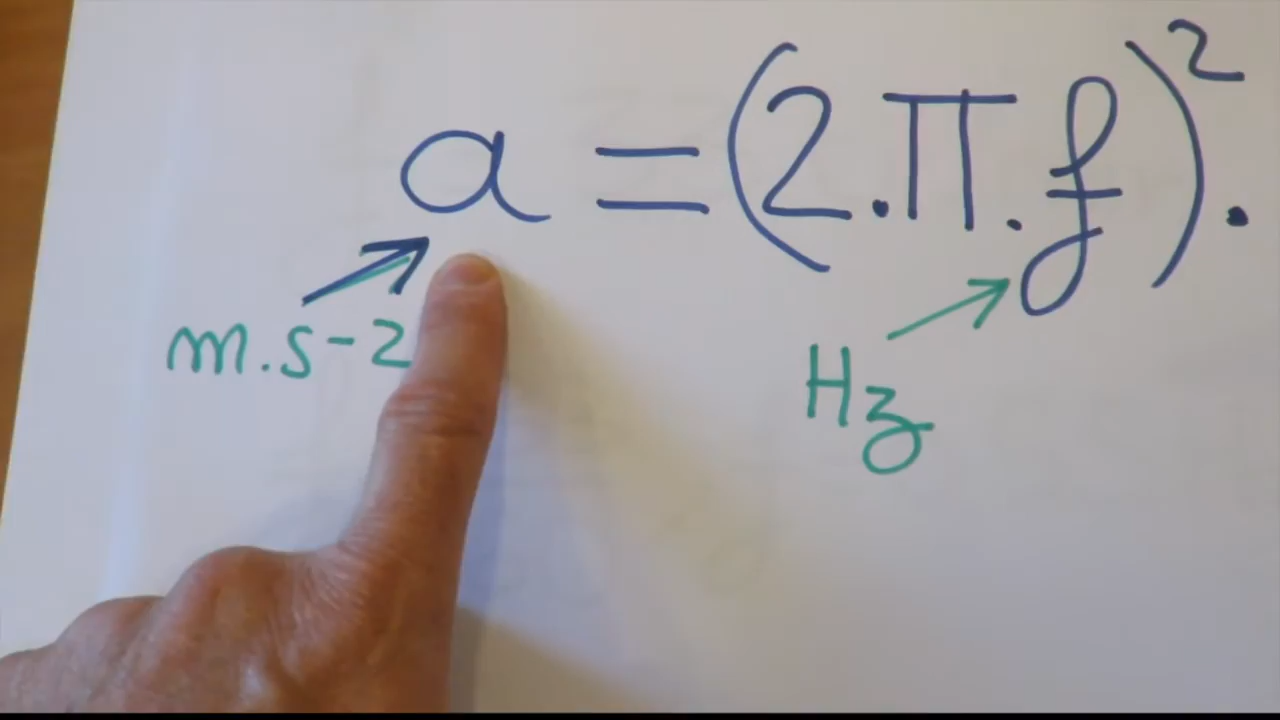 a = (2.π.f)².
m.s-2
Hz